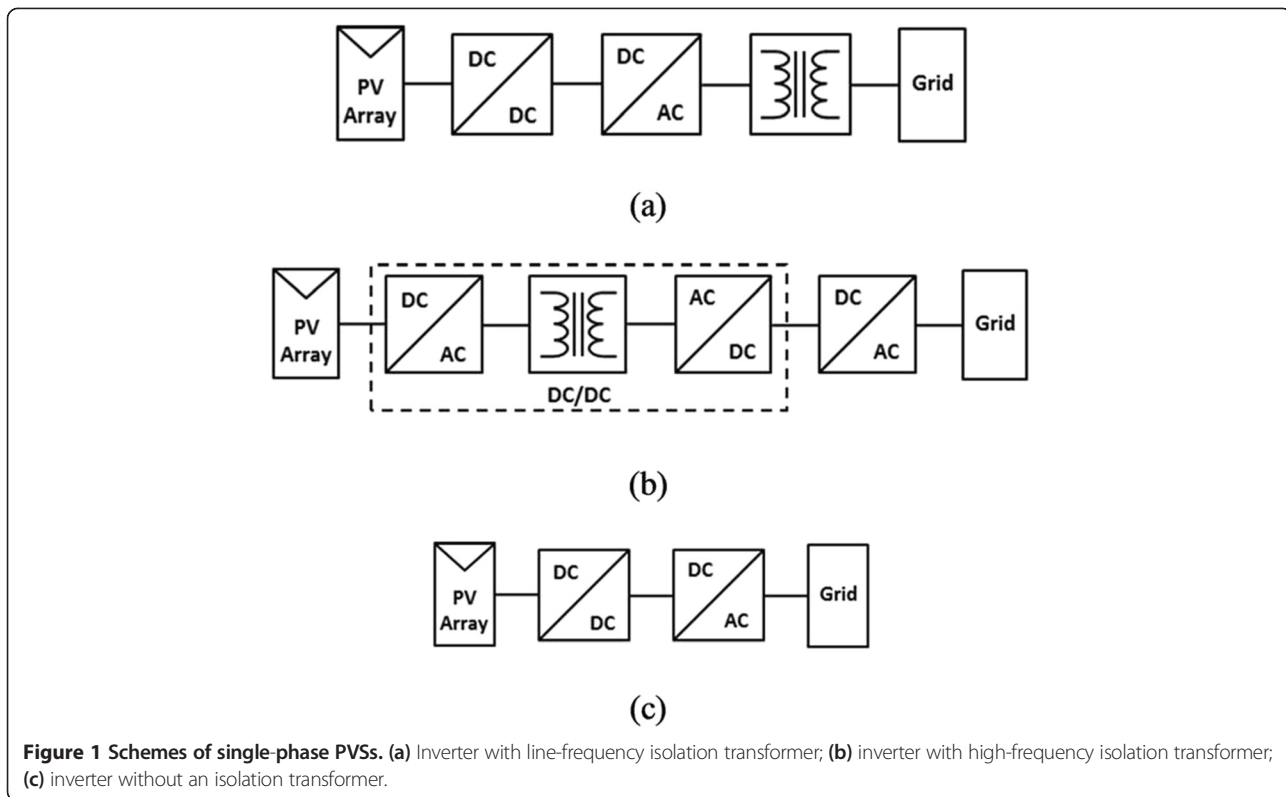 PV
Array
DC
DC
DC
AC
Grid
(a)
PV
Array
DC
AC
AC
DC
DC
AC
Grid
DC/DC
(b)
PV
Array
DC
DC
DC
AC
Grid
(c)
Figure 1 Schemes of single-phase PVSs. (a) Inverter with line-frequency isolation transformer; (b) inverter with high-frequency isolation transformer;
(c) inverter without an isolation transformer.